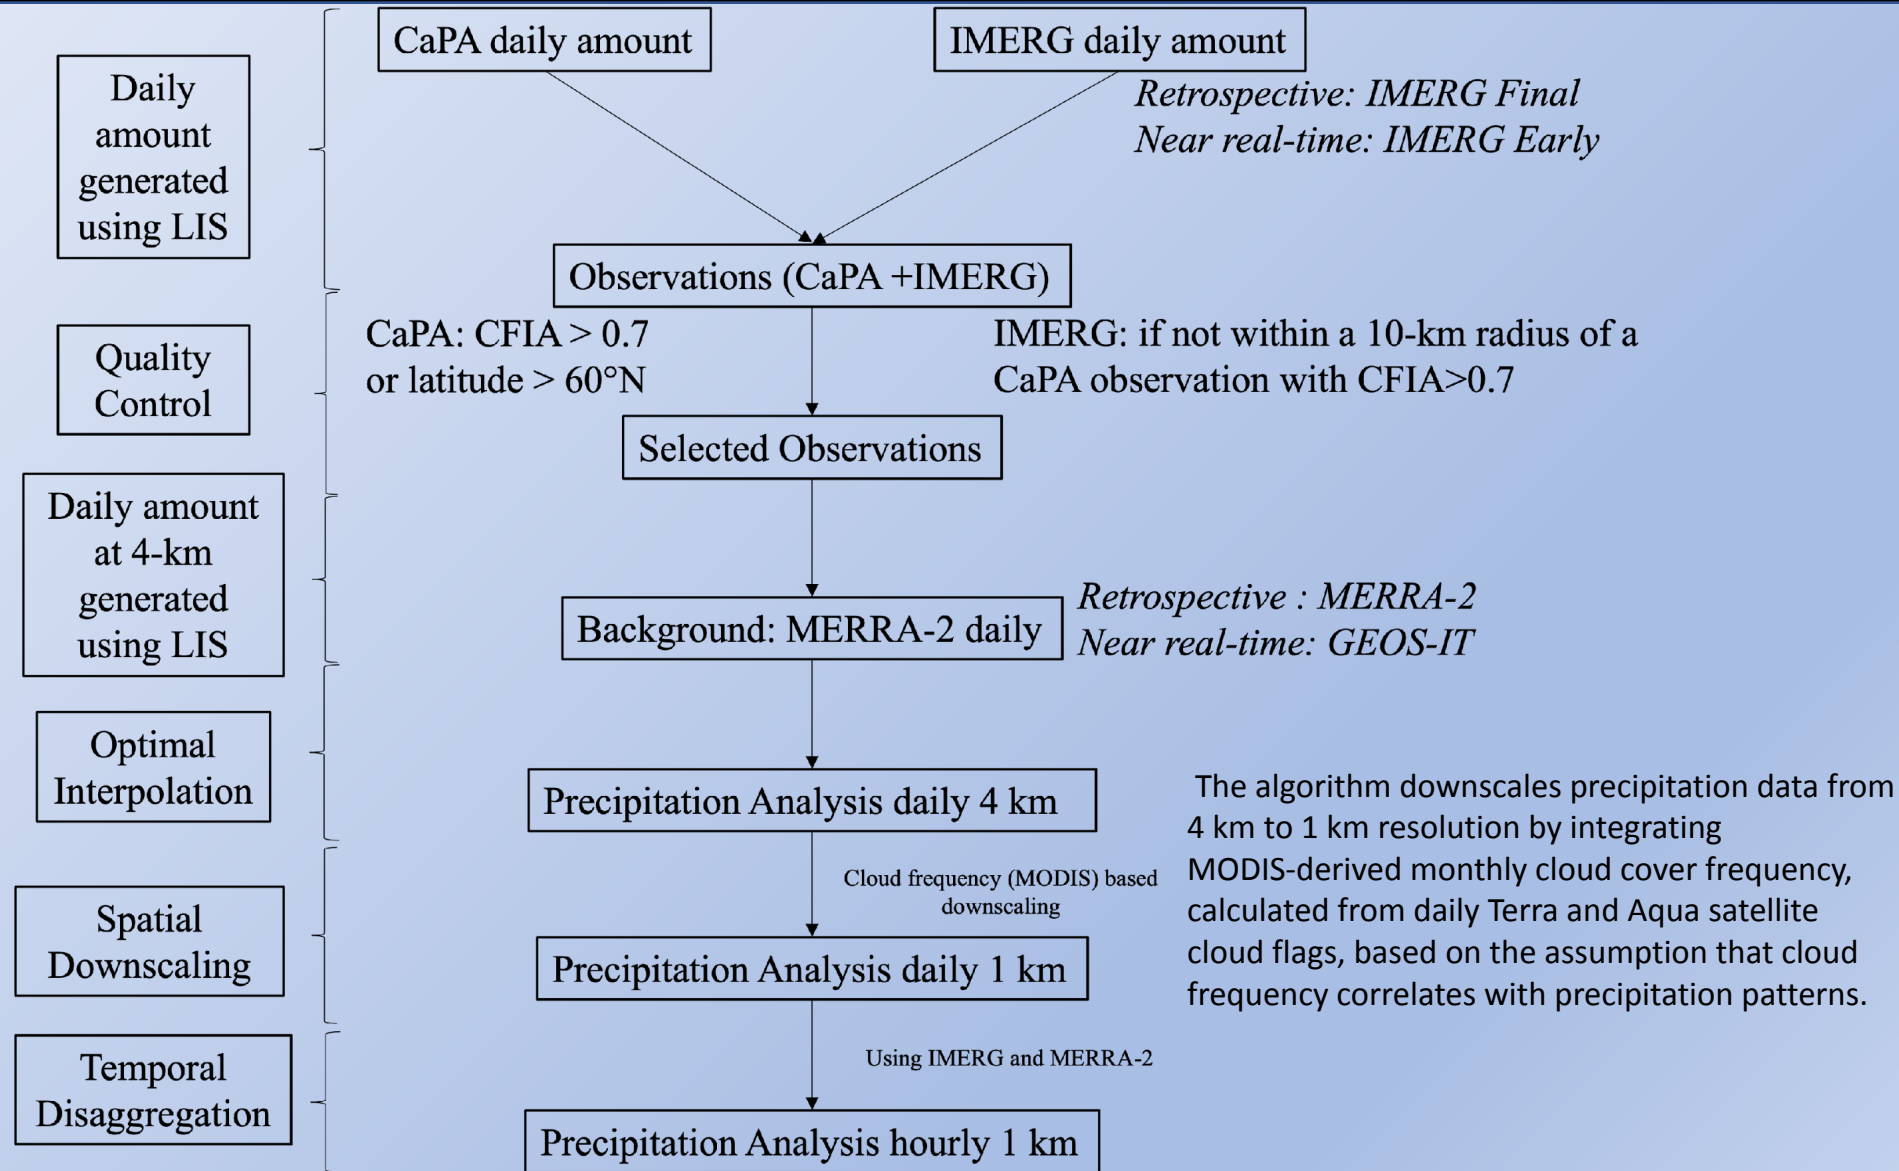 CaPA daily amount
IMERG daily amount
Daily
amount
generated
using LIS
Retrospective: IMERG Final
Near real-time: IMERG Early
Observations (CaPA +IMERG)
Quality
Control
CaPA: CFIA > 0.7
or latitude > 60°N
IMERG: if not within a 10-km radius of a
CaPA observation with CFIA>0.7
Selected Observations
Daily amount
at 4-km
generated
using LIS
Background: MERRA-2 daily
Retrospective : MERRA-2
Near real-time: GEOS-IT
Optimal
Interpolation
Precipitation Analysis daily 4 km
The algorithm downscales precipitation data from
4 km to 1 km resolution by integrating
MODIS-derived monthly cloud cover frequency,
calculated from daily Terra and Aqua satellite
cloud flags, based on the assumption that cloud
frequency correlates with precipitation patterns.
Spatial
Downscaling
Cloud frequency (MODIS) based
downscaling
Precipitation Analysis daily 1 km
Temporal
Disaggregation
Using IMERG and MERRA-2
Precipitation Analysis hourly 1 km